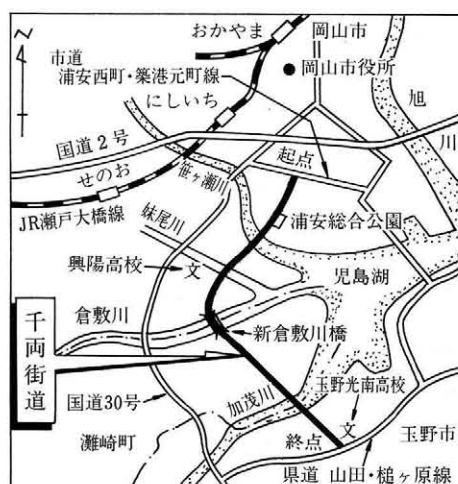 おかやま
岡山市
市道
浦安西町・築港元町線
岡山市役所
にしいち
旭川
国道2号
起点
せのお
笹ヶ瀬川
JR瀬戸大橋線
妹尾川
浦安総合公園
興陽高校
文
児島湖
倉敷川
千両街道
新倉敷川橋
国道30号
加茂川
玉野光南高校
文
灘崎町
終点
玉野市
県道 山田・槌ヶ原線